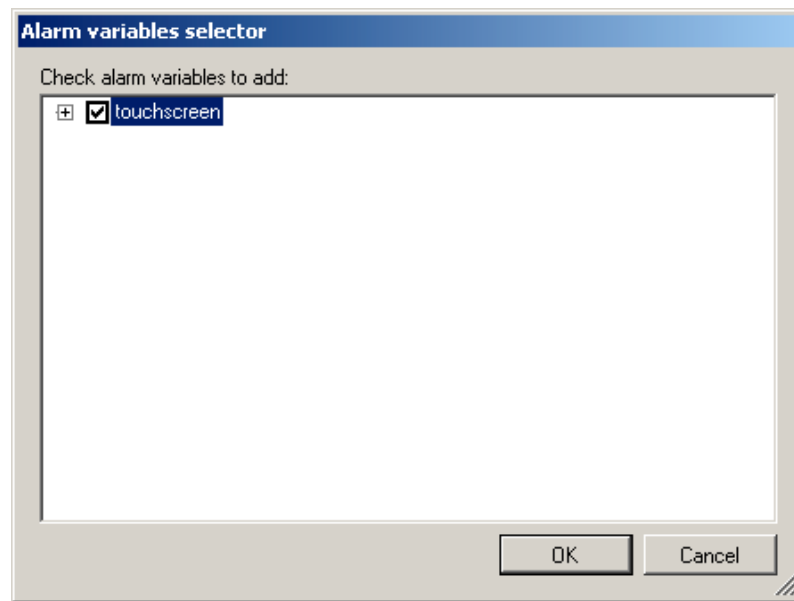 Alarm variables selector
Check alarm variables to add:
touchscreen
OK Cancel